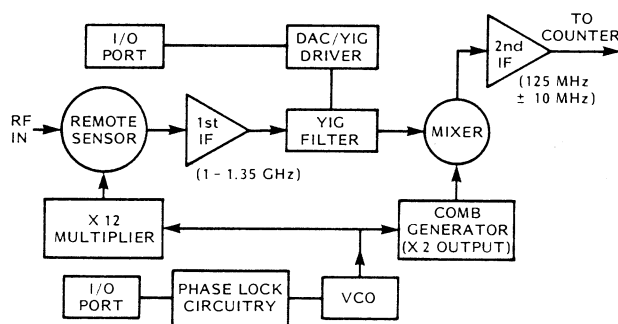 I/O
PORT
DAC/YIG
DRIVER
2nd
IF
TO
COUNTER
(125 MHz
± 10 MHz)
RF
IN
REMOTE
SENSOR
1st
IF
(1 – 1.35 GHz)
YIG
FILTER
MIXER
X 12
MULTIPLIER
COMB
GENERATOR
(X 2 OUTPUT)
I/O
PORT
PHASE LOCK
CIRCUITRY
VCO